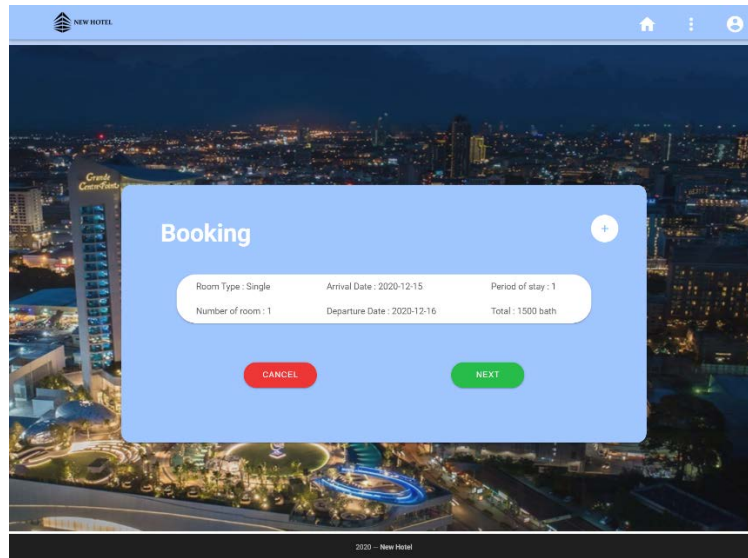 NEW HOTEL
Grande
Centre Point
Booking
+
Room Type : Single Arrival Date : 2020-12-15 Period of stay : 1
Number of room : 1 Departure Date : 2020-12-16 Total : 1500 bath
CANCEL NEXT
2020 — New Hotel